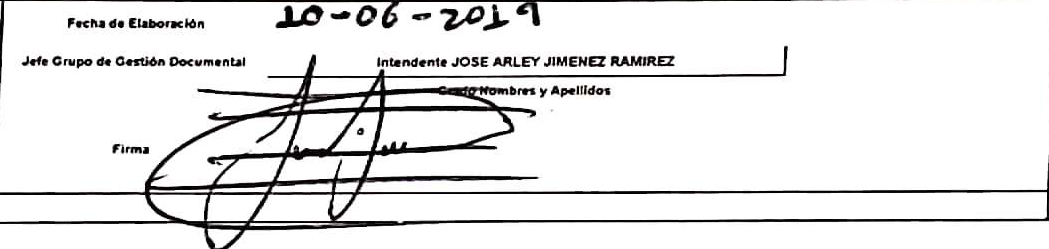 Fecha de Elaboración 10-06-2019
Jefe Grupo de Gestión Documental Intendente JOSE ARLEY JIMENEZ RAMIREZ
Grado Nombres y Apellidos
Firma